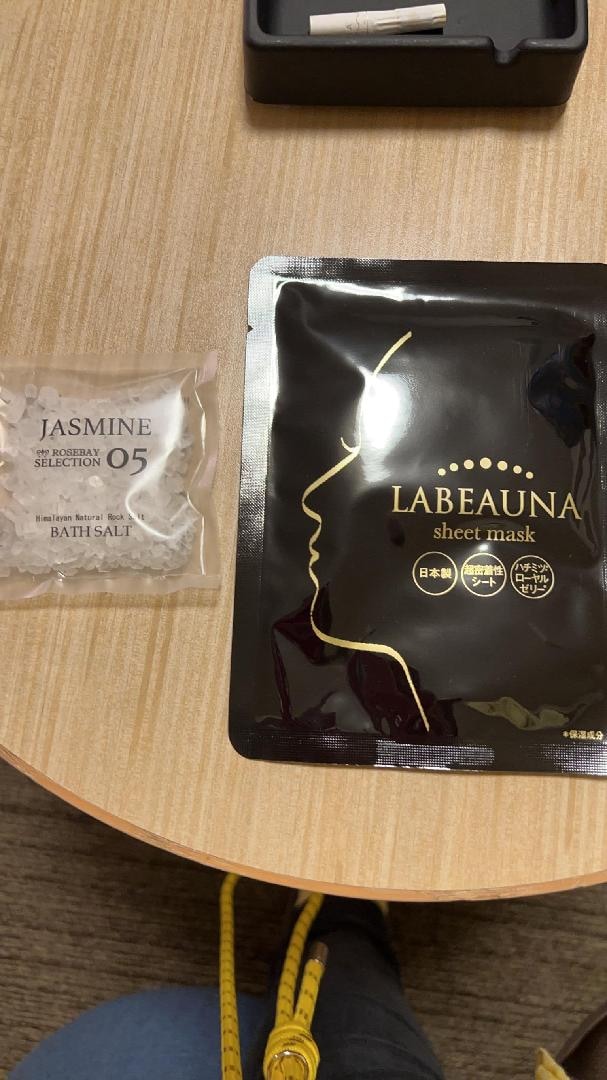 JASMINE
ROSEBAY
SELECTION 05
Himalayan Natural Rock Salt
BATH SALT
LABEAUNA
sheet mask
日本製
超密着性
シート
ハチミツ*
ローヤル
ゼリー*
*保湿成分